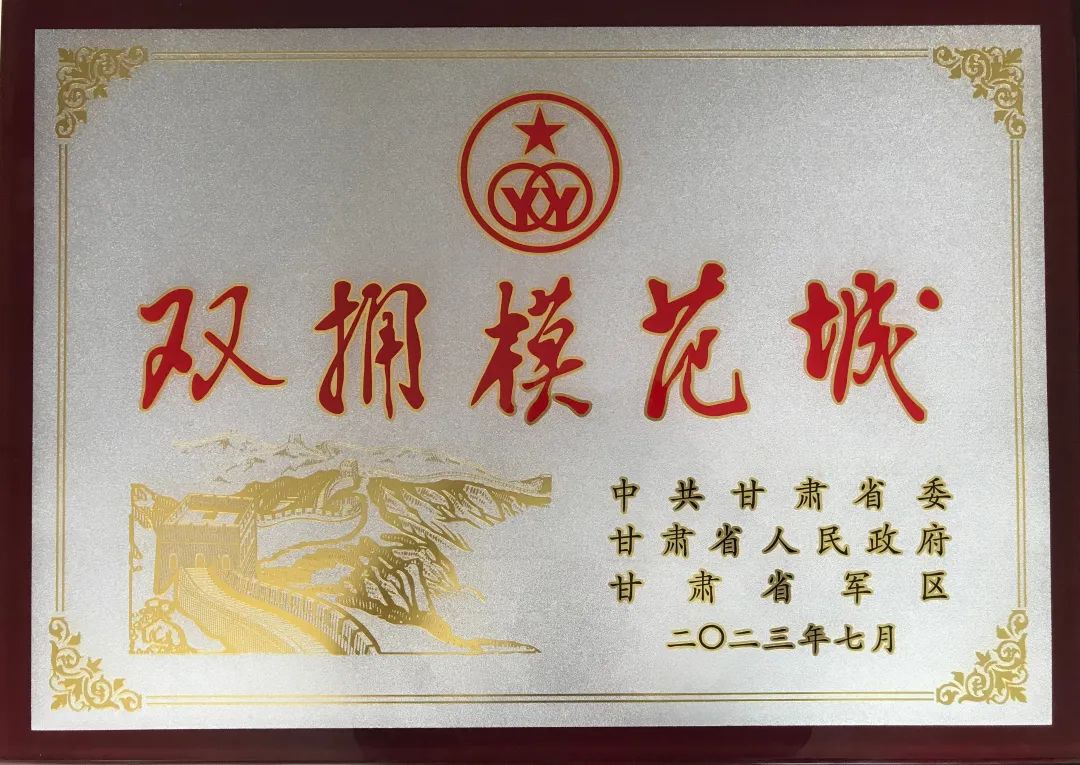 YY
双拥模范城
中共甘肃省委
甘肃省人民政府
甘肃省军区
二〇二三年七月